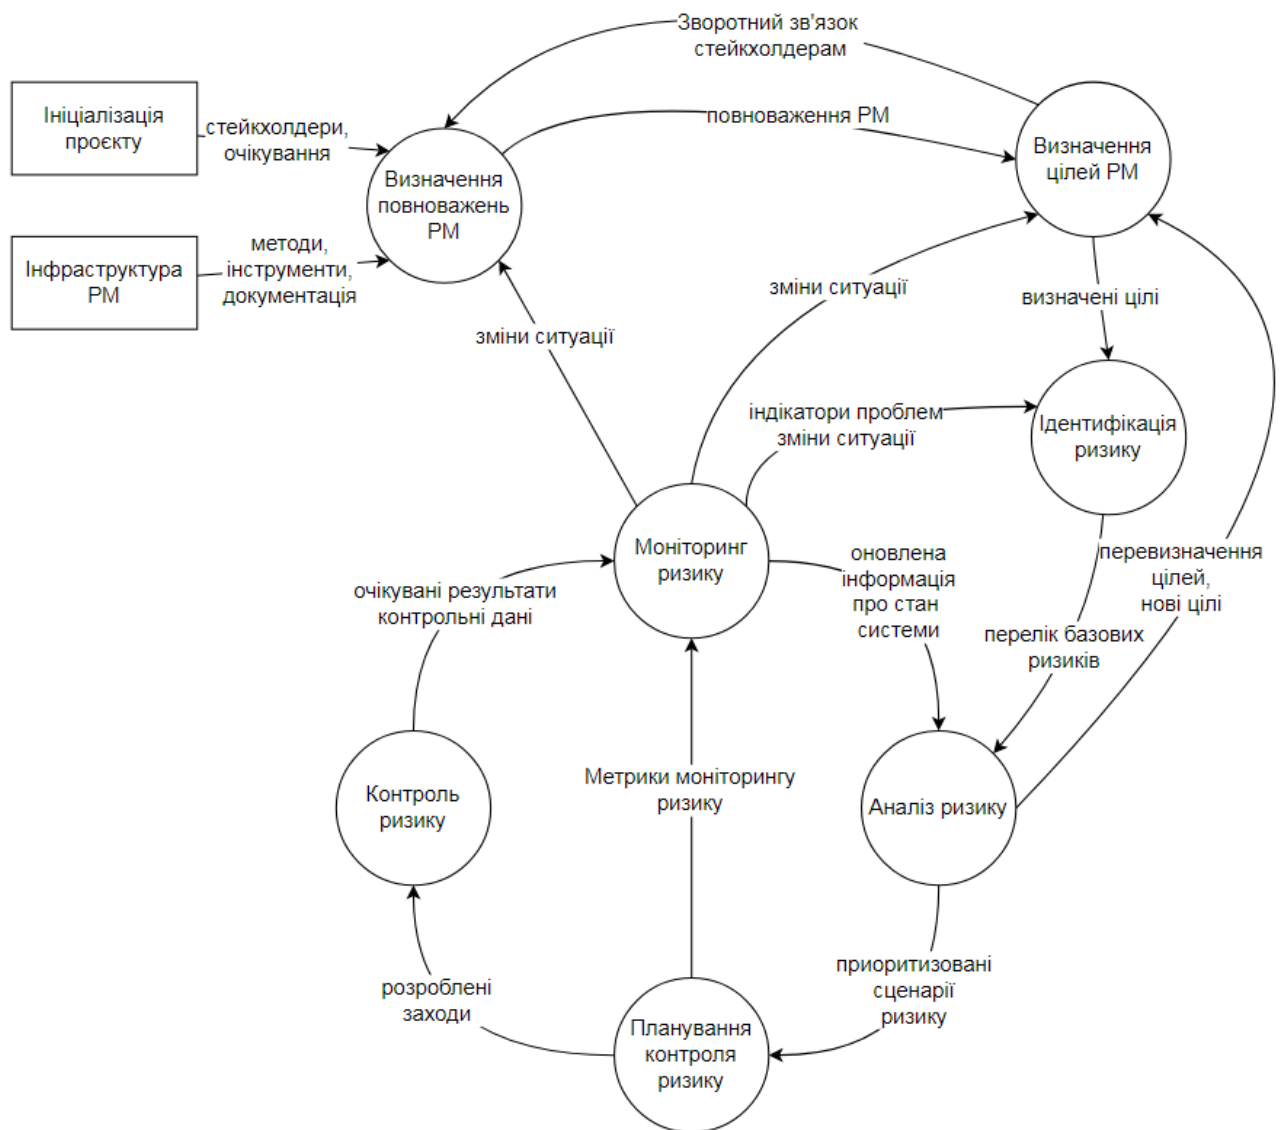 Зворотний зв'язок
стейкхолдерам
Ініціалізація
проєкту
стейкхолдери,
очікування
повноваження РМ
Визначення
цілей РМ
Визначення
повноважень
РМ
методи,
інструменти,
документація
Інфраструктура
РМ
зміни ситуації
визначені цілі
зміни ситуації
індікатори проблем
зміни ситуації
Ідентифікація
ризику
Моніторинг
ризику
оновлена
інформація
про стан
системи
перевизначення
цілей,
нові цілі
очікувані результати
контрольні дані
перелік базових
ризиків
Метрики моніторингу
ризику
Контроль
ризику
Аналіз ризику
розроблені
заходи
приоритизовані
сценарії
ризику
Планування
контроля
ризику